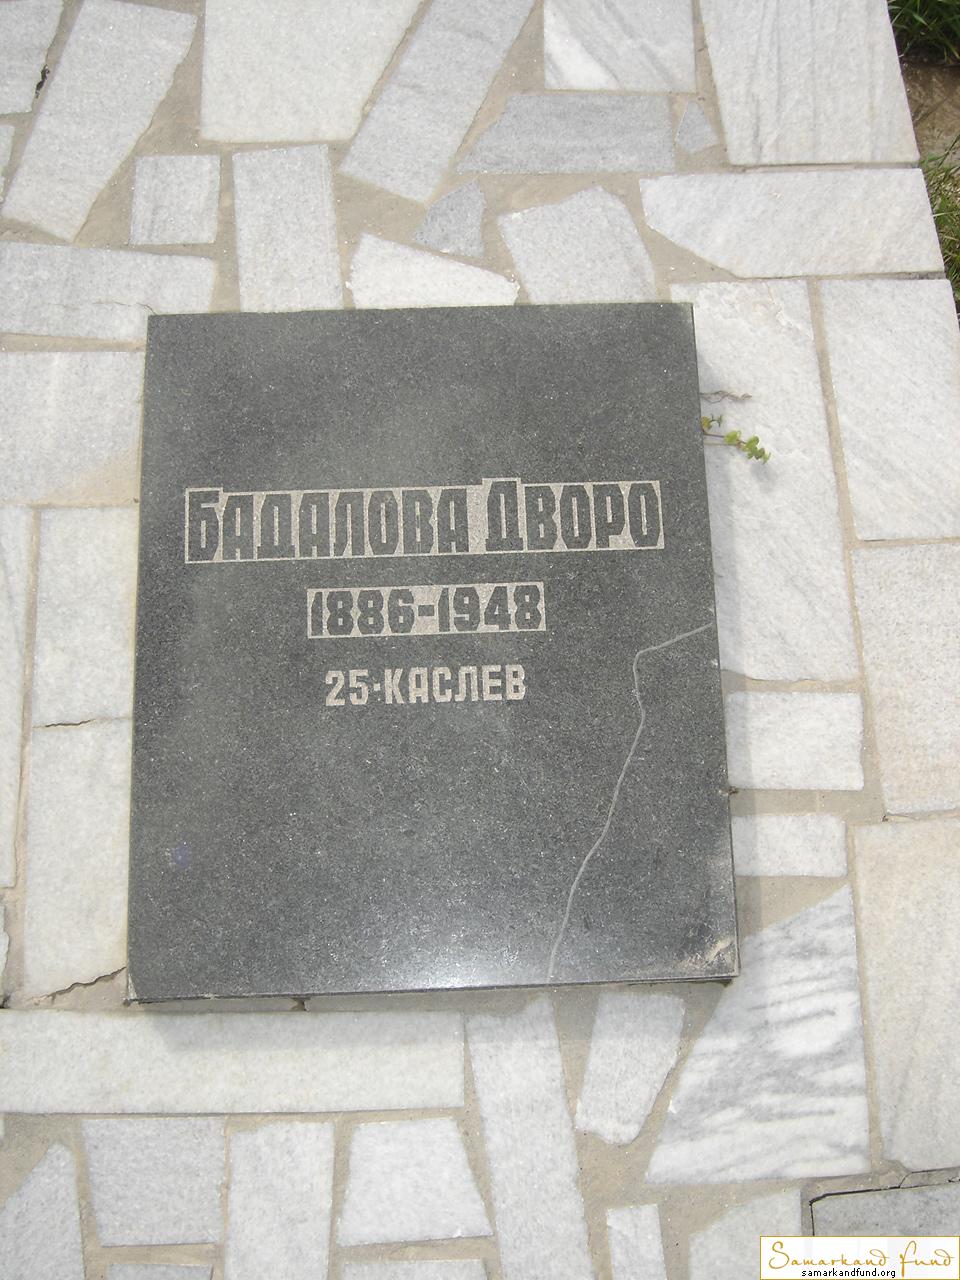 БАДАЛОВА ДВОРО
1886-1948
25·КАСЛЕВ
Samarkand fund
samarkandfund.org